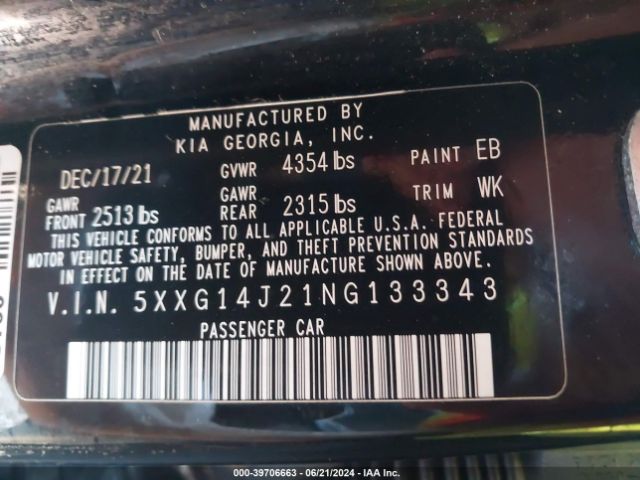 MANUFACTURED BY
KIA GEORGIA, INC.
DEC/17/21 GVWR 4354 lbs PAINT EB
GAWR FRONT 2513 lbs GAWR REAR 2315 lbs TRIM WK
THIS VEHICLE CONFORMS TO ALL APPLICABLE U.S.A. FEDERAL
MOTOR VEHICLE SAFETY, BUMPER, AND THEFT PREVENTION STANDARDS
IN EFFECT ON THE DATE OF MANUFACTURE SHOWN ABOVE.
V.I.N. 5XXG14J21NG133343
PASSENGER CAR
000-39706663 - 06/21/2024 - IAA Inc.